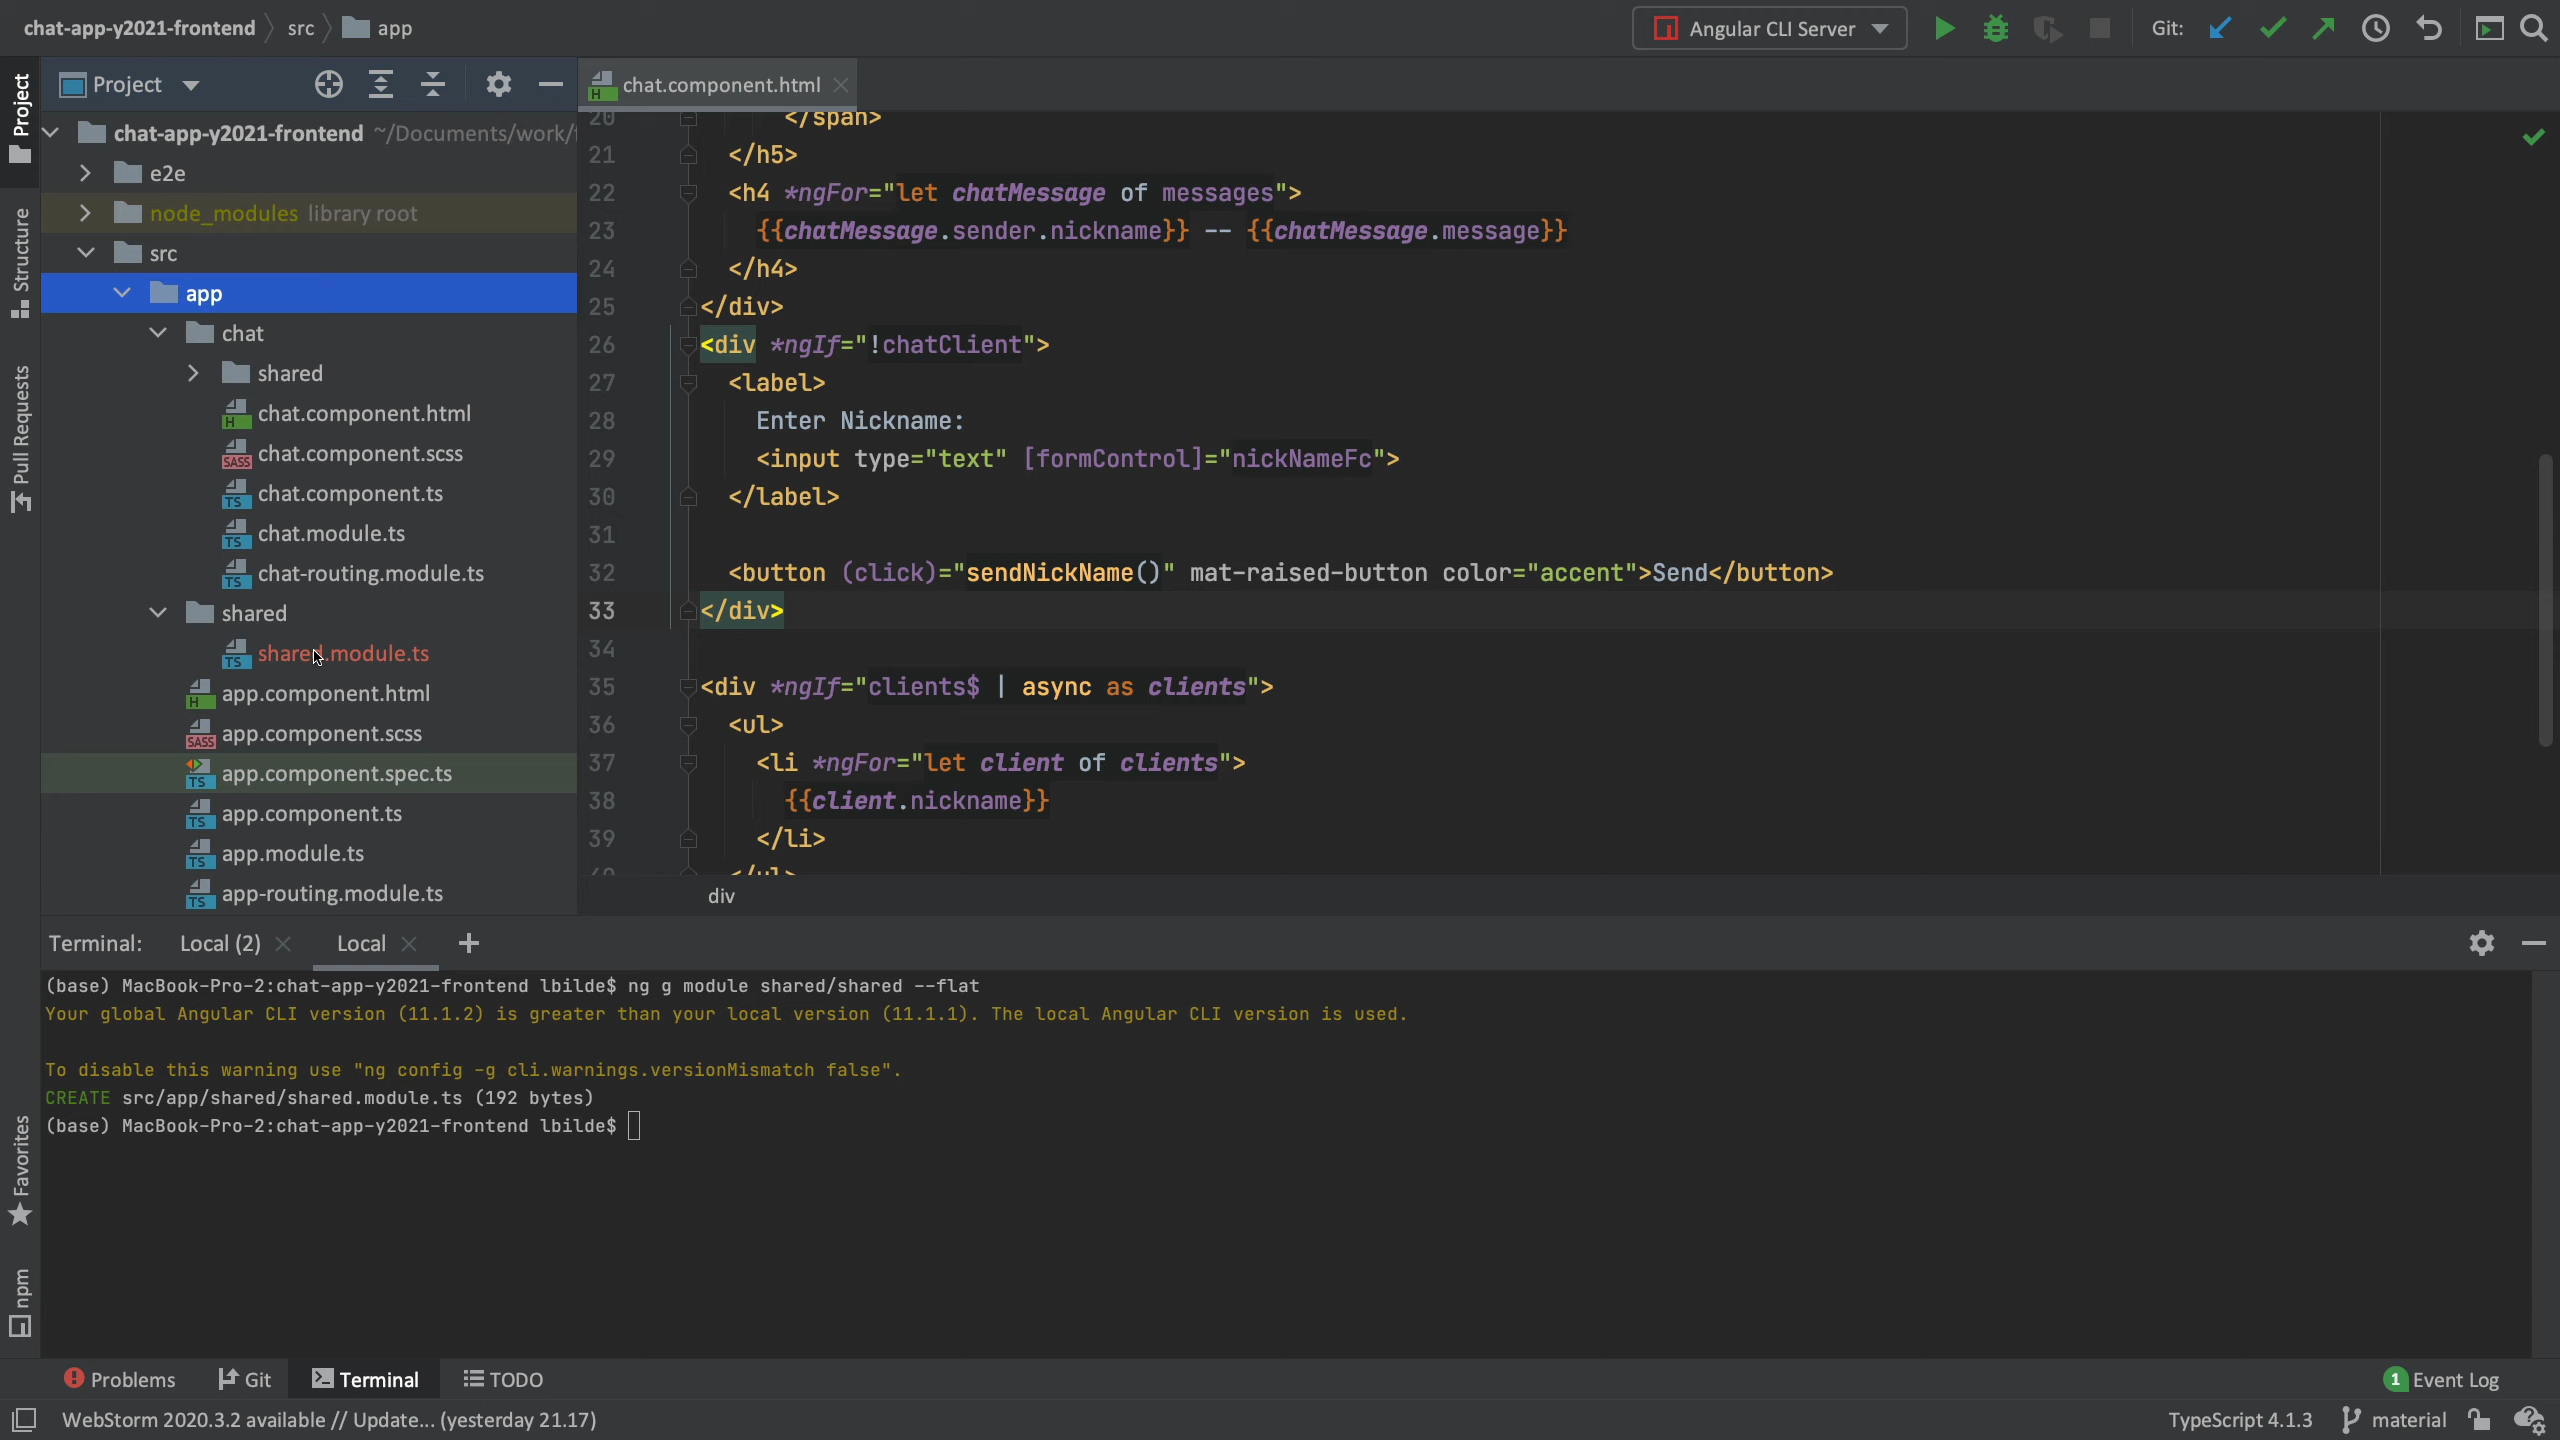 chat-app-y2021-frontend src app
Angular CLI Server
Git:
Project
chat.component.html
Project
Structure
Pull Requests
Favorites
npm
chat-app-y2021-frontend ~/Documents/work/
e2e
node_modules library root
src
app
chat
shared
chat.component.html
chat.component.scss
chat.component.ts
chat.module.ts
chat-routing.module.ts
shared
shared.module.ts
app.component.html
app.component.scss
app.component.spec.ts
app.component.ts
app.module.ts
app-routing.module.ts
20 </span>
21 </h5>
22 <h4 *ngFor="let chatMessage of messages">
23 {{chatMessage.sender.nickname}} -- {{chatMessage.message}}
24 </h4>
25 </div>
26 <div *ngIf="!chatClient">
27 <label>
28 Enter Nickname:
29 <input type="text" [formControl]="nickNameFc">
30 </label>
31
32 <button (click)="sendNickName()" mat-raised-button color="accent">Send</button>
33 </div>
34
35 <div *ngIf="clients$ | async as clients">
36 <ul>
37 <li *ngFor="let client of clients">
38 {{client.nickname}}
39 </li>
40 </ul>
div
Terminal: Local (2) Local
(base) MacBook-Pro-2:chat-app-y2021-frontend lbilde$ ng g module shared/shared --flat
Your global Angular CLI version (11.1.2) is greater than your local version (11.1.1). The local Angular CLI version is used.
To disable this warning use "ng config -g cli.warnings.versionMismatch false".
CREATE src/app/shared/shared.module.ts (192 bytes)
(base) MacBook-Pro-2:chat-app-y2021-frontend lbilde$
Problems Git Terminal TODO
1 Event Log
WebStorm 2020.3.2 available // Update... (yesterday 21.17)
TypeScript 4.1.3 material